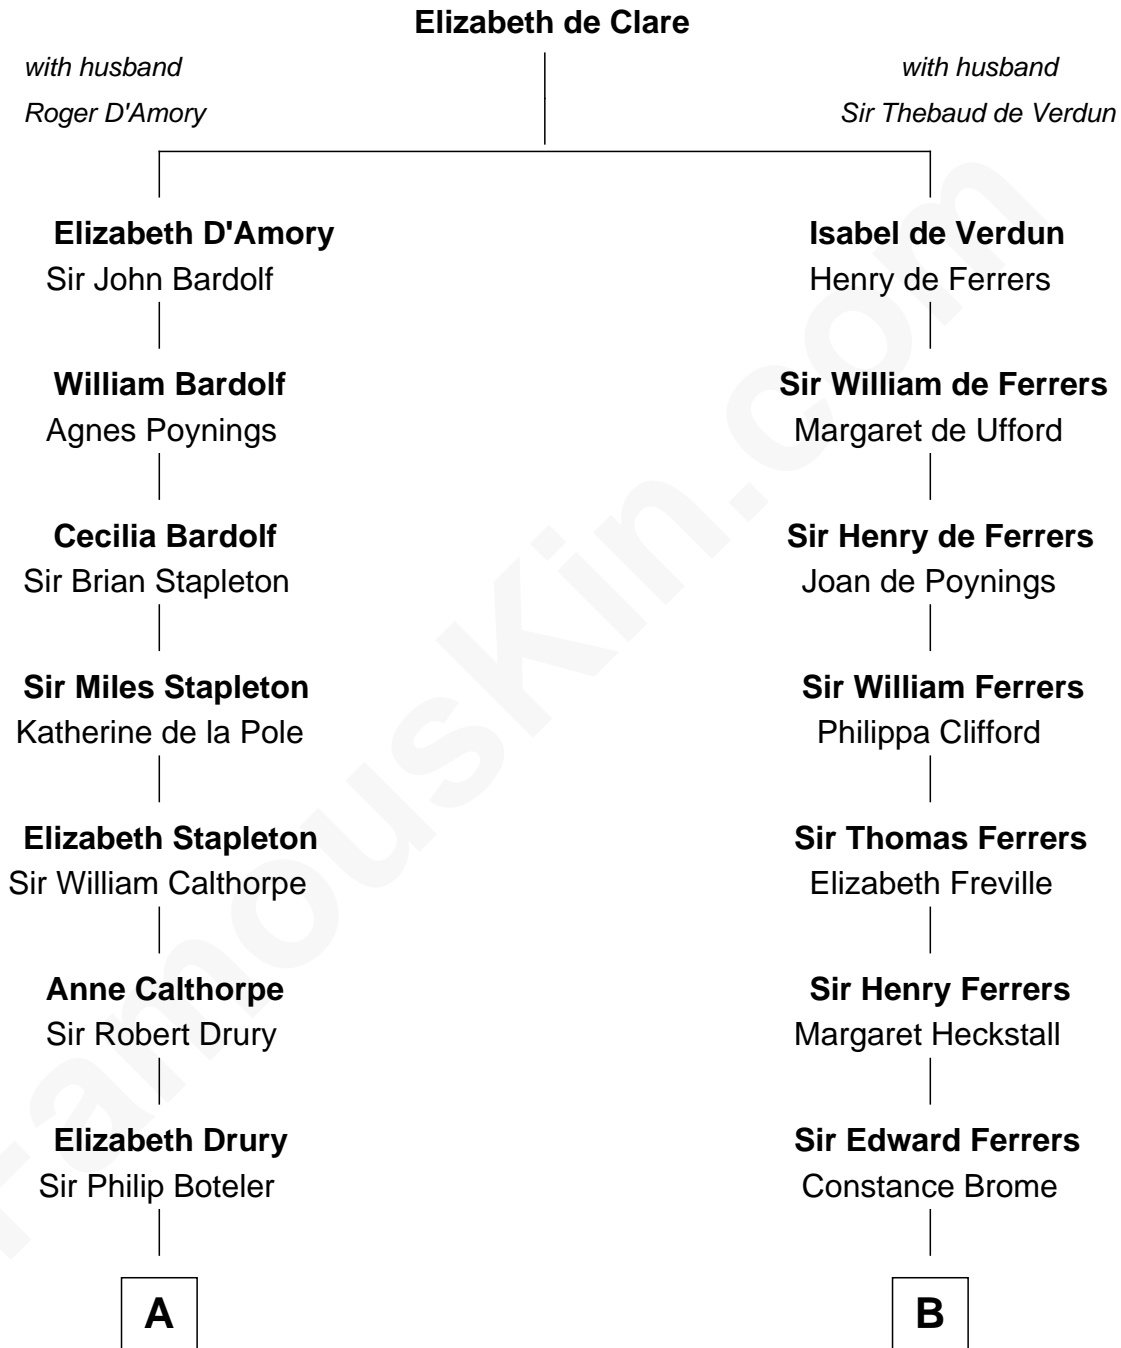 Elizabeth de Clare
with husband
Roger D'Amory
with husband
Sir Thebaud de Verdun
Elizabeth D'Amory
Sir John Bardolf
Isabel de Verdun
Henry de Ferrers
William Bardolf
Agnes Poynings
Sir William de Ferrers
Margaret de Ufford
Cecilia Bardolf
Sir Brian Stapleton
Sir Henry de Ferrers
Joan de Poynings
Sir Miles Stapleton
Katherine de la Pole
Sir William Ferrers
Philippa Clifford
Elizabeth Stapleton
Sir William Calthorpe
Sir Thomas Ferrers
Elizabeth Freville
Anne Calthorpe
Sir Robert Drury
Sir Henry Ferrers
Margaret Heckstall
Elizabeth Drury
Sir Philip Boteler
Sir Edward Ferrers
Constance Brome
A
B
FamousKin.com